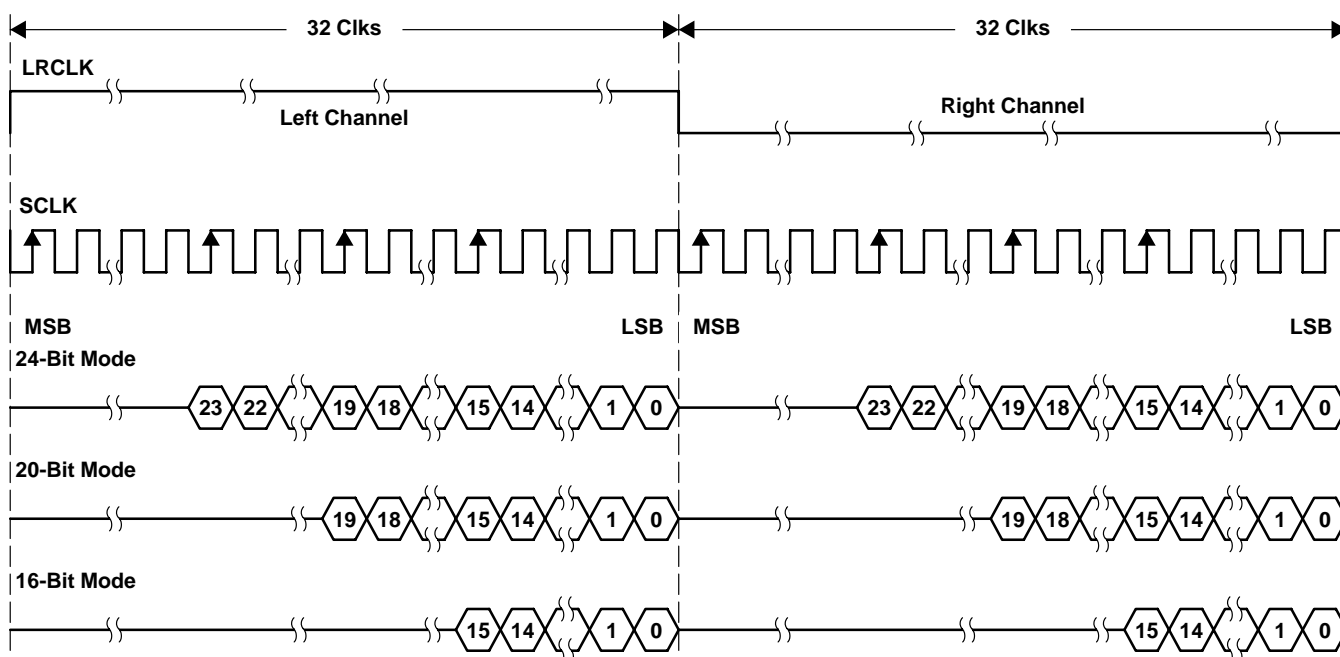 32 Clks 32 Clks
LRCLK
Left Channel Right Channel
SCLK
MSB LSB MSB LSB
24-Bit Mode
23 22 19 18 15 14 1 0 23 22 19 18 15 14 1 0
20-Bit Mode
19 18 15 14 1 0 19 18 15 14 1 0
16-Bit Mode
15 14 1 0 15 14 1 0